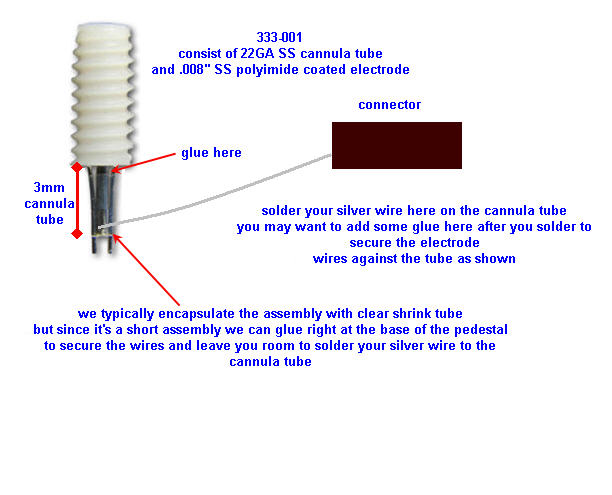 333-001
consist of 22GA SS cannula tube
and .008" SS polyimide coated electrode
connector
glue here
3mm
cannula
tube
solder your silver wire here on the cannula tube
you may want to add some glue here after you solder to
secure the electrode
wires against the tube as shown
we typically encapsulate the assembly with clear shrink tube
but since it's a short assembly we can glue right at the base of the pedestal
to secure the wires and leave you room to solder your silver wire to the
cannula tube